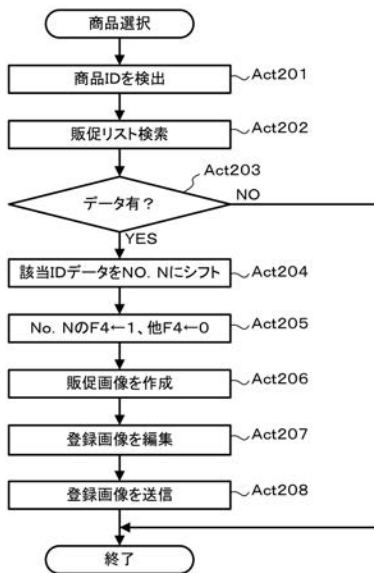 商品選択
商品IDを検出
Act201
販促リスト検索
Act202
Act203
データ有？
NO
YES
該当IDデータをNO. Nにシフト
Act204
No. NのF4←1、他F4←0
Act205
販促画像を作成
Act206
登録画像を編集
Act207
登録画像を送信
Act208
終了